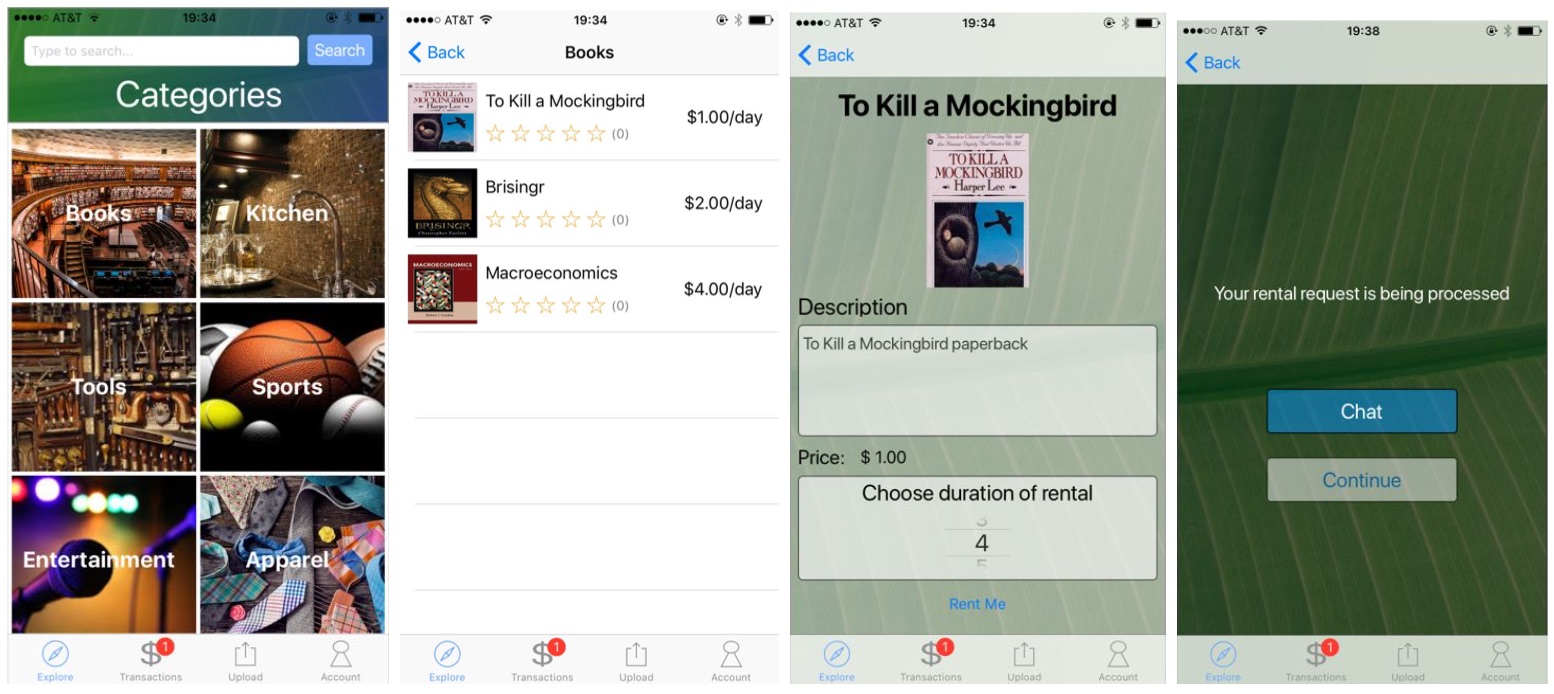 AT&T 19:34
Type to search... Search
Categories
Books Kitchen
Tools Sports
Entertainment Apparel
1
Explore Transactions Upload Account
AT&T 19:34
Back Books
TO KILL A
MOCKINGBIRD
Harper Lee
To Kill a Mockingbird
(0)
$1.00/day
BRISINGR
Brisingr
(0)
$2.00/day
MACROECONOMICS
Macroeconomics
(0)
$4.00/day
1
Explore Transactions Upload Account
AT&T 19:34
Back
To Kill a Mockingbird
TO KILL A
MOCKINGBIRD
Harper Lee
Description
To Kill a Mockingbird paperback
Price: $ 1.00
Choose duration of rental
3
4
5
Rent Me
1
Explore Transactions Upload Account
AT&T 19:38
Back
Your rental request is being processed
Chat
Continue
1
Explore Transactions Upload Account